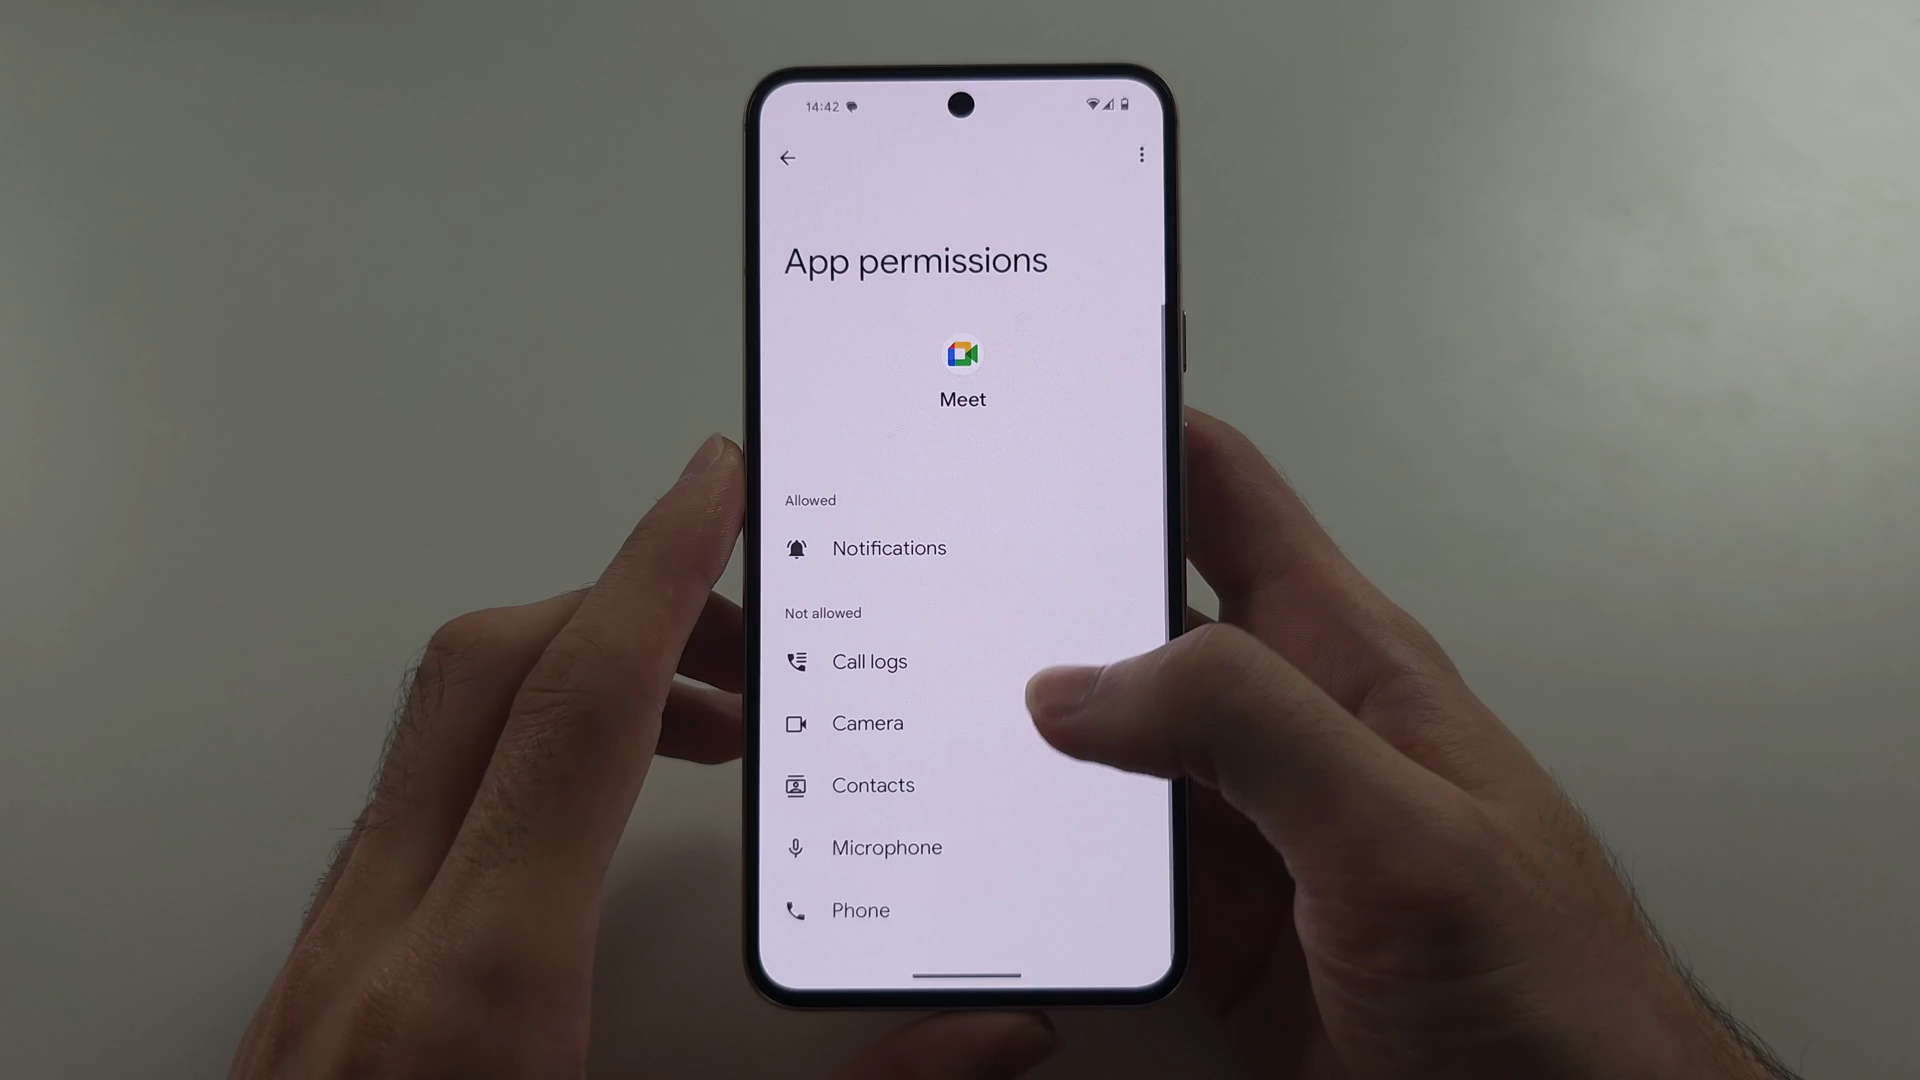 14:42
App permissions
Meet
Allowed
Notifications
Not allowed
Call logs
Camera
Contacts
Microphone
Phone